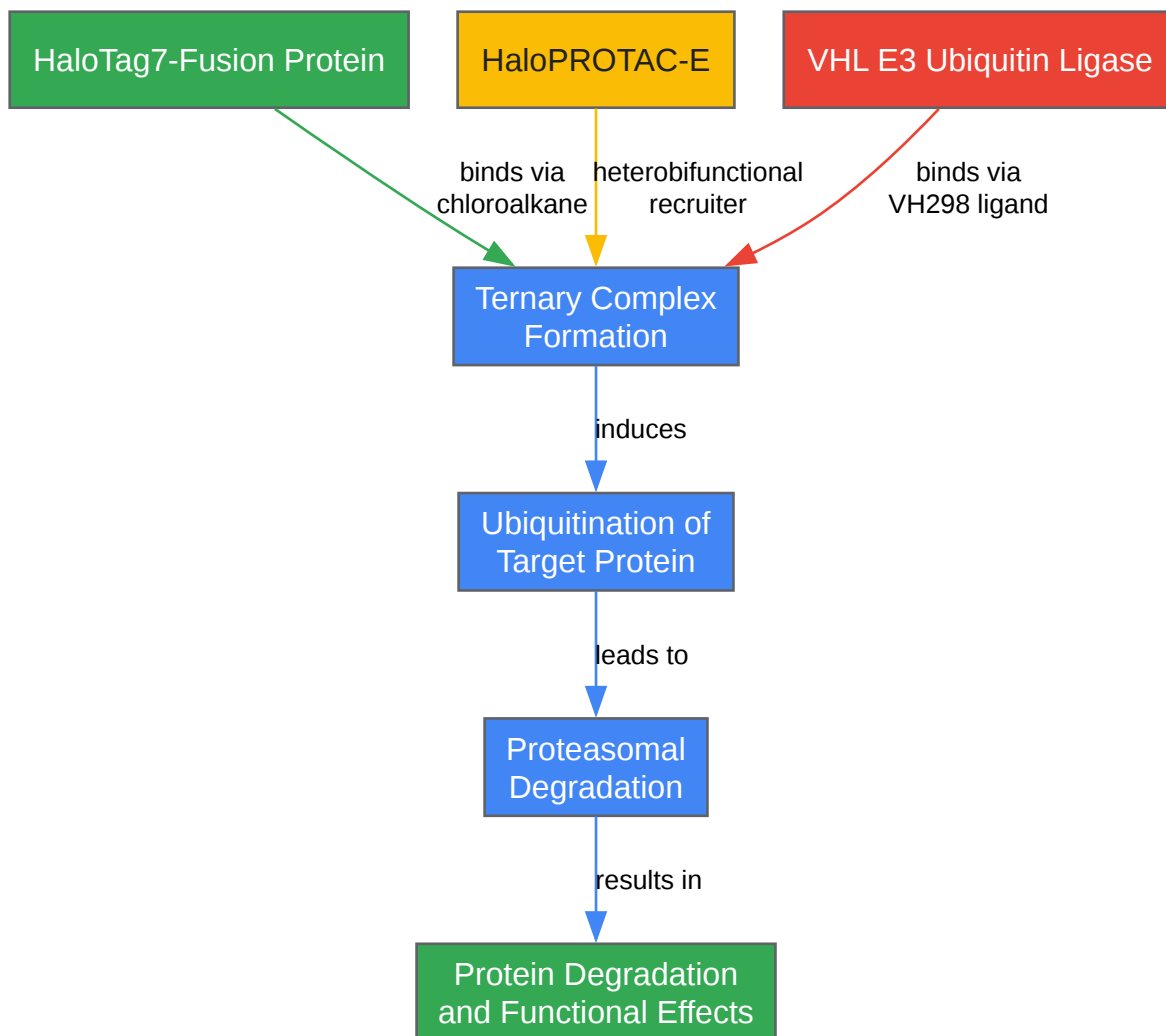 HaloTag7-Fusion Protein
HaloPROTAC-E
VHL E3 Ubiquitin Ligase
binds via
chloroalkane
heterobifunctional
recruiter
binds via
VH298 ligand
Ternary Complex
Formation
induces
Ubiquitination of
Target Protein
leads to
Proteasomal
Degradation
results in
Protein Degradation
and Functional Effects